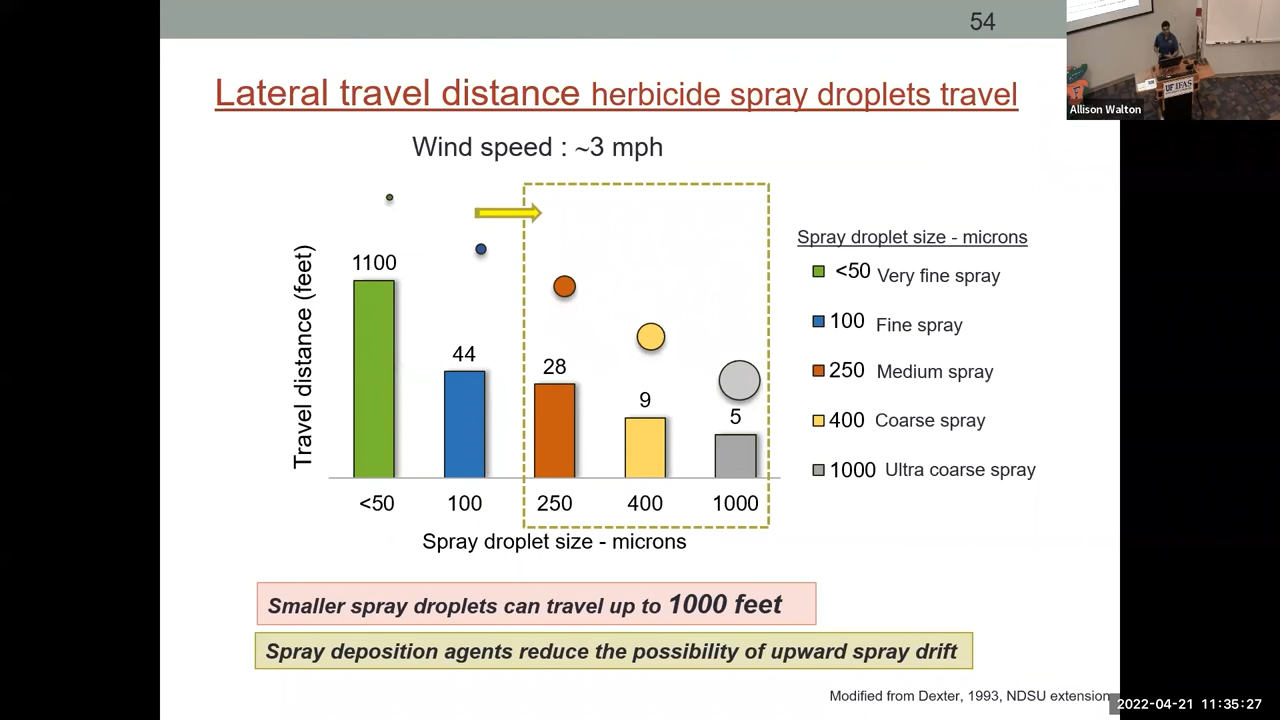 54
Lateral travel distance herbicide spray droplets travel
Wind speed : ~3 mph
Travel distance (feet)
1100
44
28
9
5
<50
100
250
400
1000
Spray droplet size - microns
Spray droplet size - microns
<50 Very fine spray
100 Fine spray
250 Medium spray
400 Coarse spray
1000 Ultra coarse spray
Smaller spray droplets can travel up to 1000 feet
Spray deposition agents reduce the possibility of upward spray drift
Modified from Dexter, 1993, NDSU extension
UF IFAS
Allison Walton
2022-04-21 11:35:27